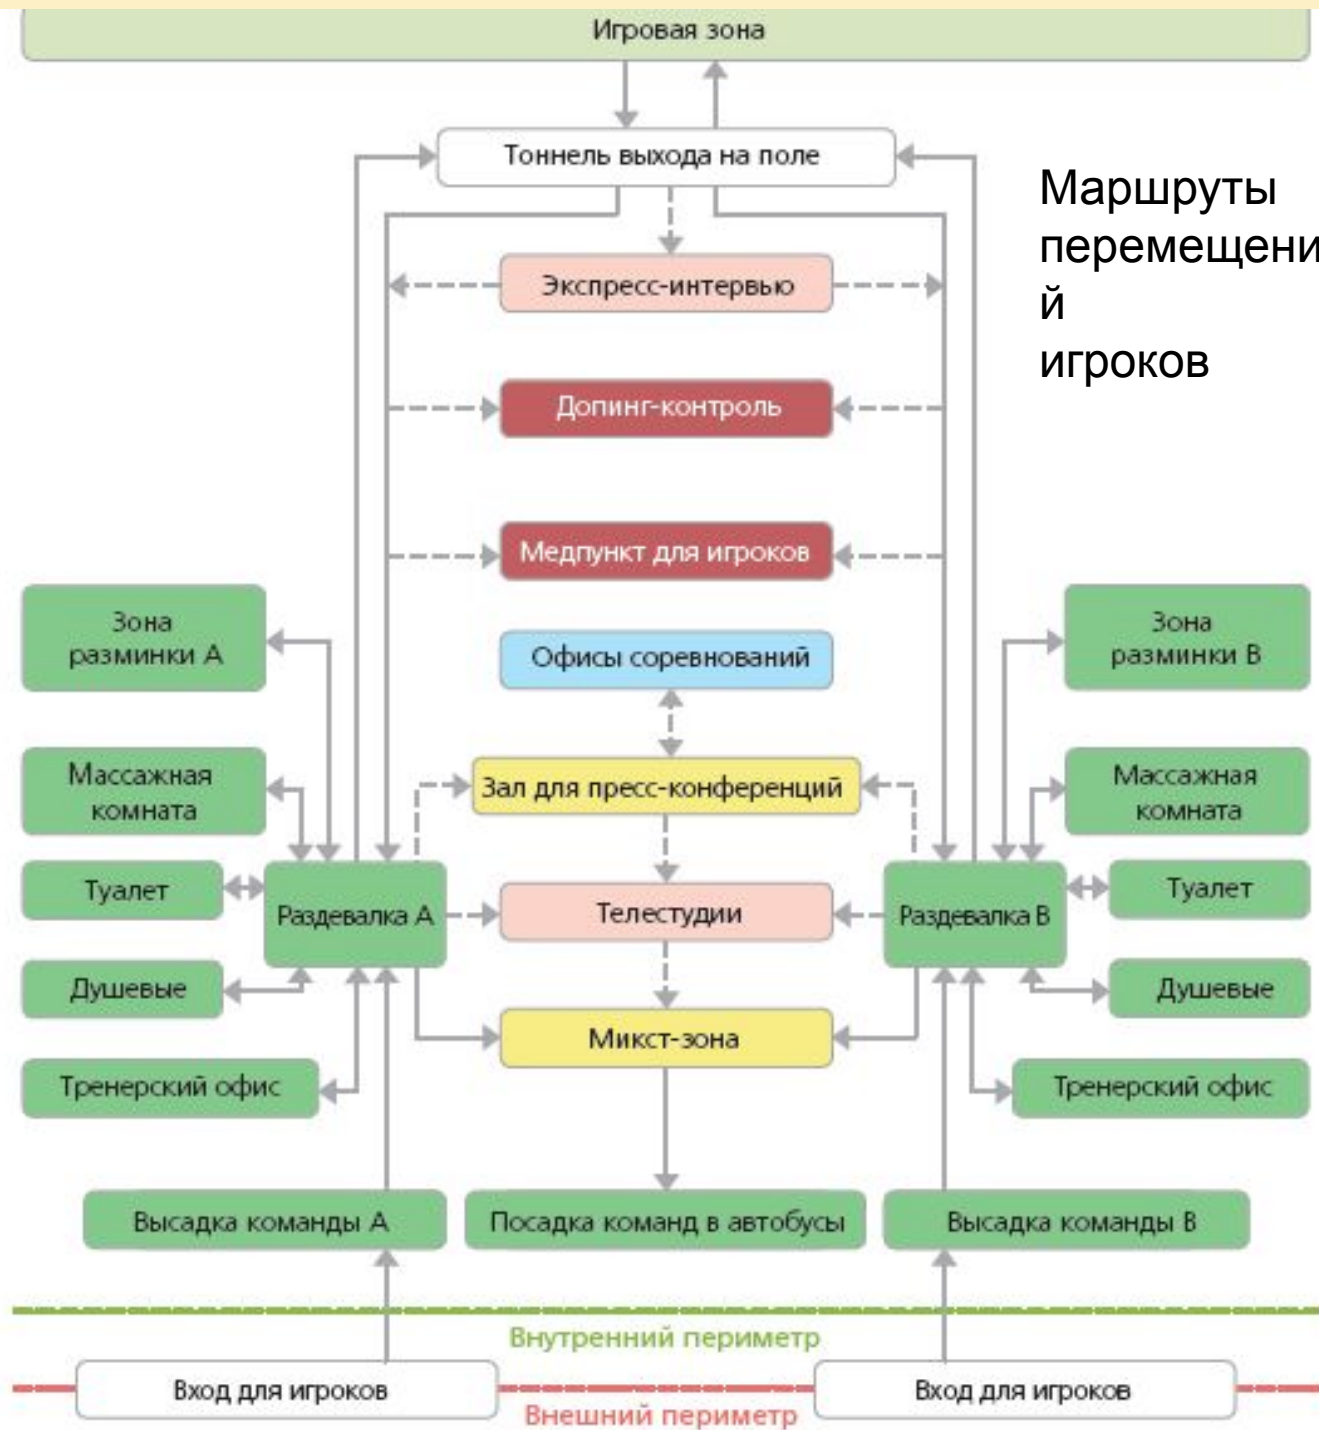 Игровая зона
Тоннель выхода на поле
Маршруты
перемещени
й
игроков
Экспресс-интервью
Допинг-контроль
Медпункт для игроков
Зона
разминки А
Офисы соревнований
Зона
разминки В
Массажная
комната
Зал для пресс-конференций
Массажная
комната
Туалет
Раздевалка А
Телестудии
Раздевалка В
Туалет
Душевые
Микст-зона
Душевые
Тренерский офис
Тренерский офис
Высадка команды А
Посадка команд в автобусы
Высадка команды В
Внутренний периметр
Вход для игроков
Вход для игроков
Внешний периметр